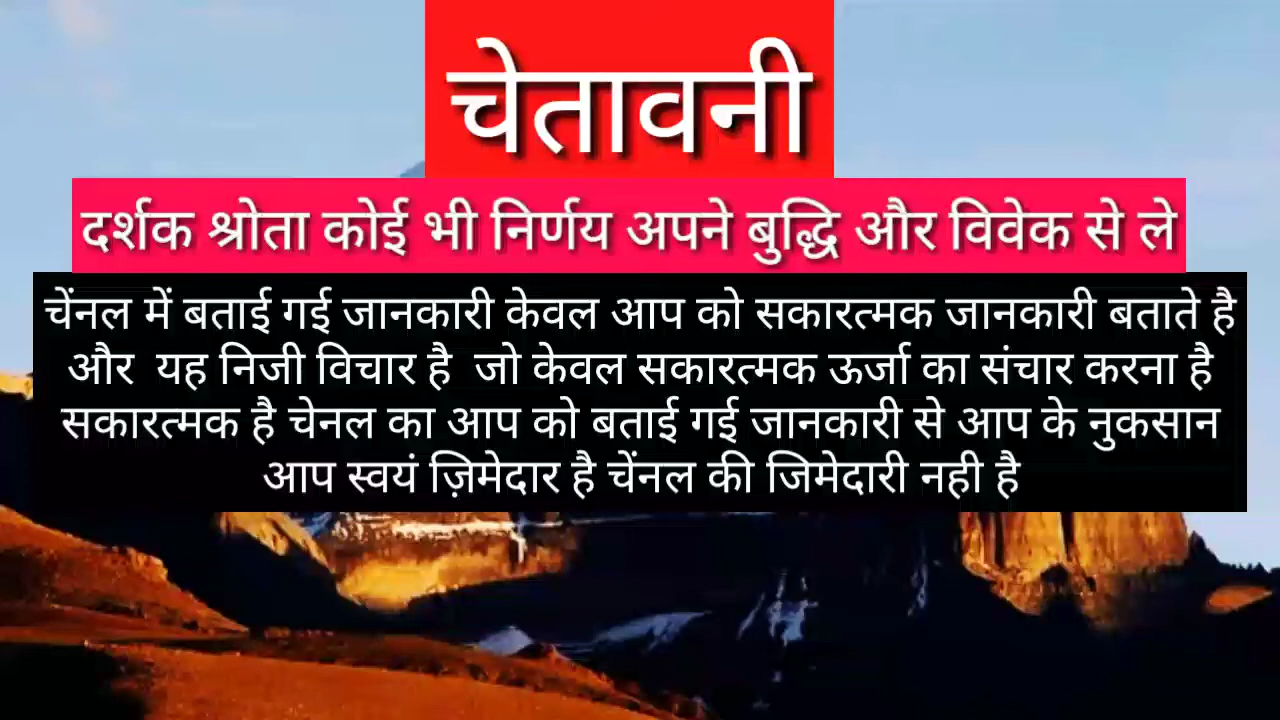 चेतावनी
दर्शक श्रोता कोई भी निर्णय अपने बुद्धि और विवेक से ले
चेंनल में बताई गई जानकारी केवल आप को सकारत्मक जानकारी बताते है
और यह निजी विचार है जो केवल सकारत्मक ऊर्जा का संचार करना है
सकारत्मक है चेनल का आप को बताई गई जानकारी से आप के नुकसान
आप स्वयं ज़िमेदार है चेंनल की जिमेदारी नही है